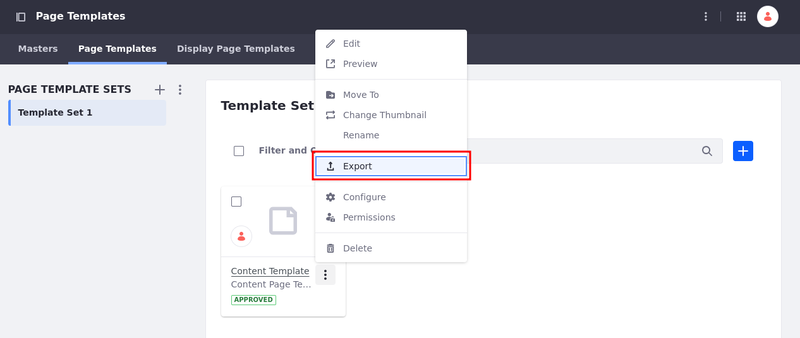 Page Templates
Masters
Page Templates
Display Page Templates
PAGE TEMPLATE SETS
Template Set 1
Template Set
Filter and
Edit
Preview
Move To
Change Thumbnail
Rename
Export
Configure
Permissions
Delete
Content Template
Content Page Te...
APPROVED